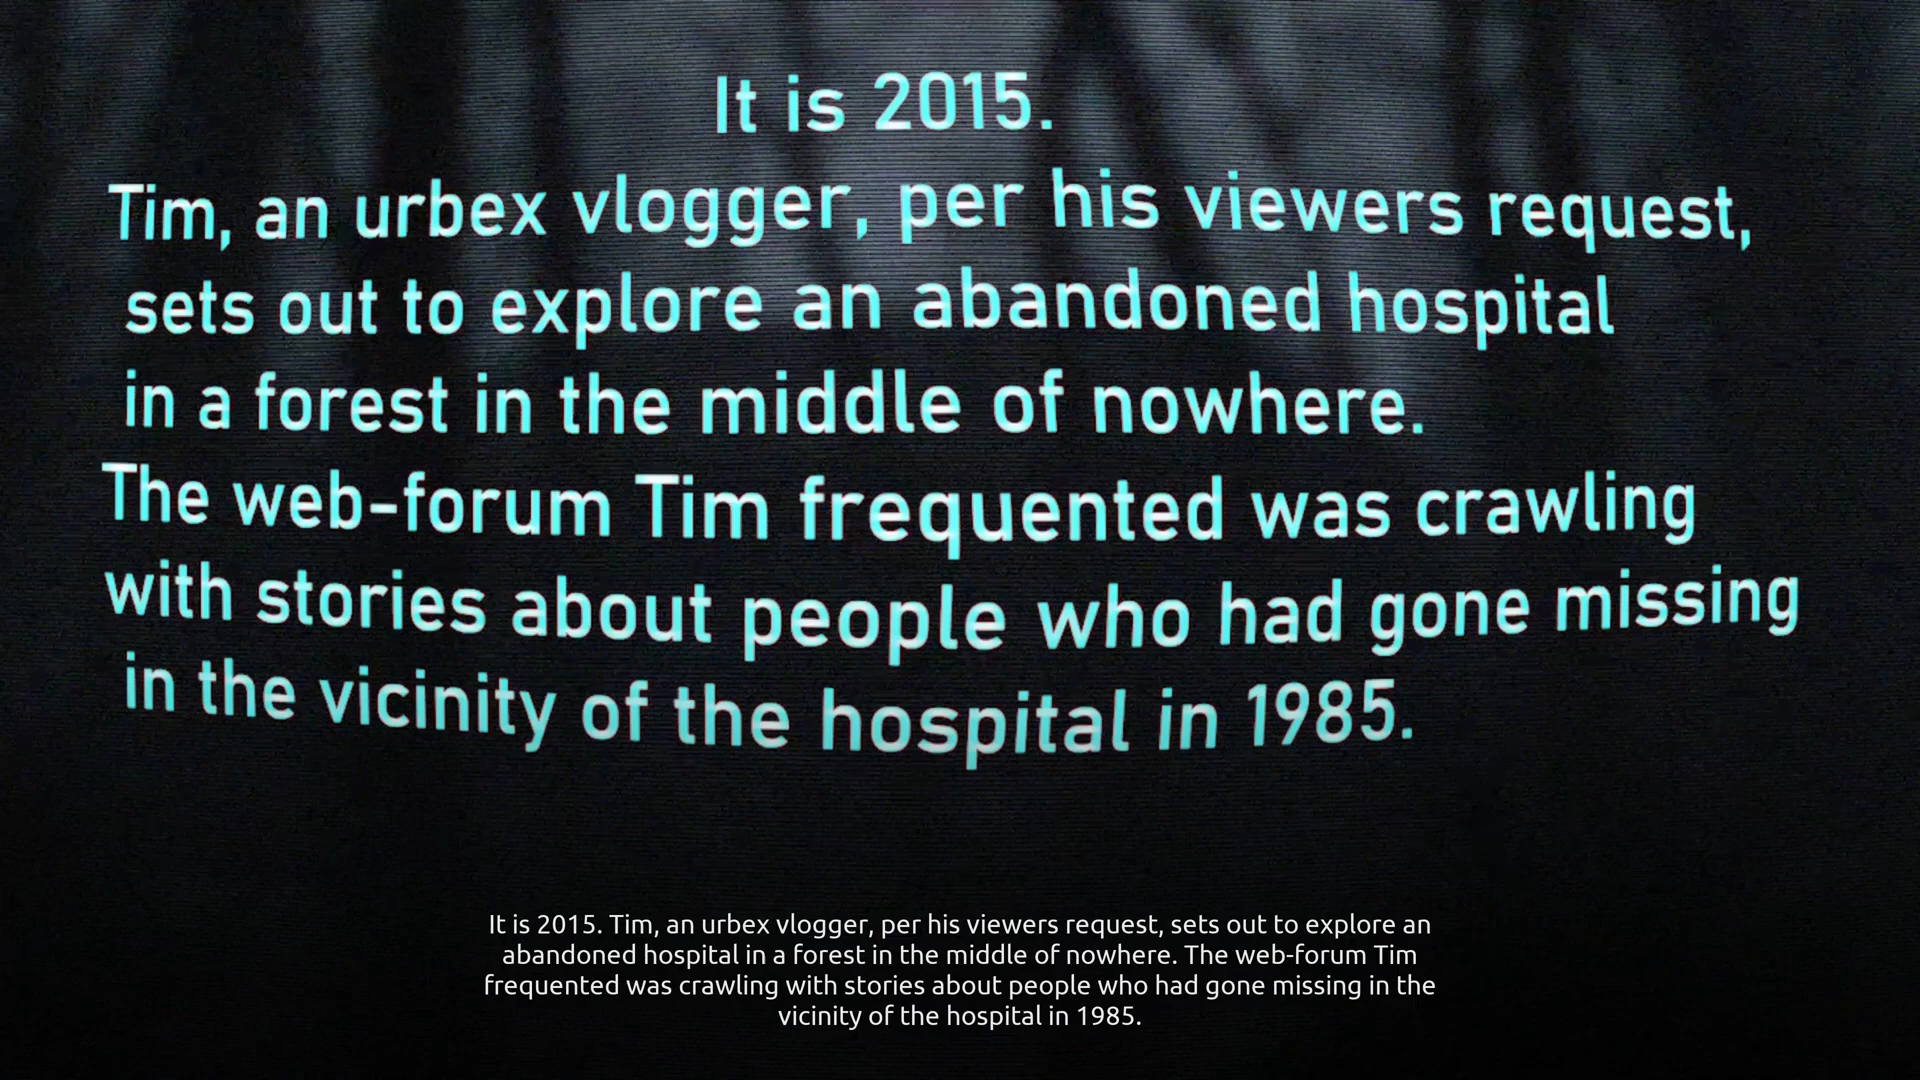 It is 2015.
Tim, an urbex vlogger, per his viewers request,
sets out to explore an abandoned hospital
in a forest in the middle of nowhere.
The web-forum Tim frequented was crawling
with stories about people who had gone missing
in the vicinity of the hospital in 1985.
It is 2015. Tim, an urbex vlogger, per his viewers request, sets out to explore an
abandoned hospital in a forest in the middle of nowhere. The web-forum Tim
frequented was crawling with stories about people who had gone missing in the
vicinity of the hospital in 1985.